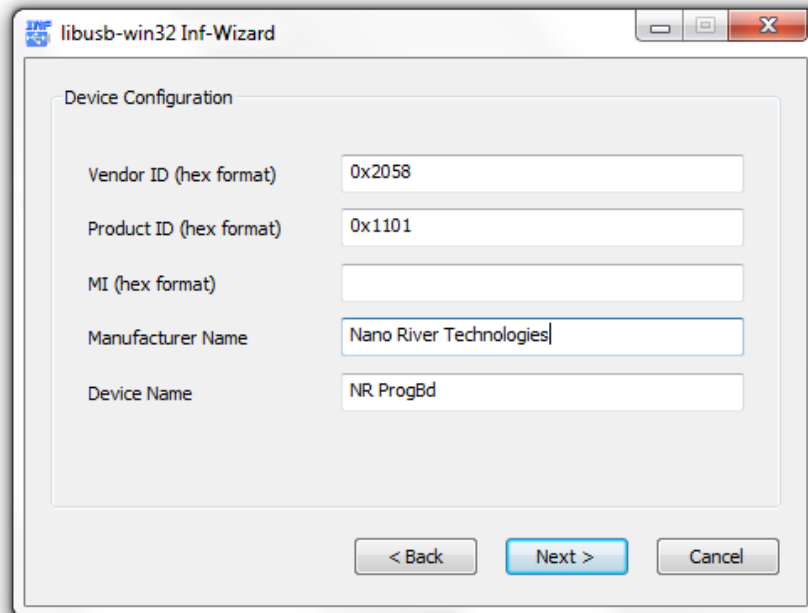 INF
libusb-win32 Inf-Wizard
Device Configuration
Vendor ID (hex format) 0x2058
Product ID (hex format) 0x1101
MI (hex format)
Manufacturer Name Nano River Technologies
Device Name NR ProgBd
< Back Next > Cancel